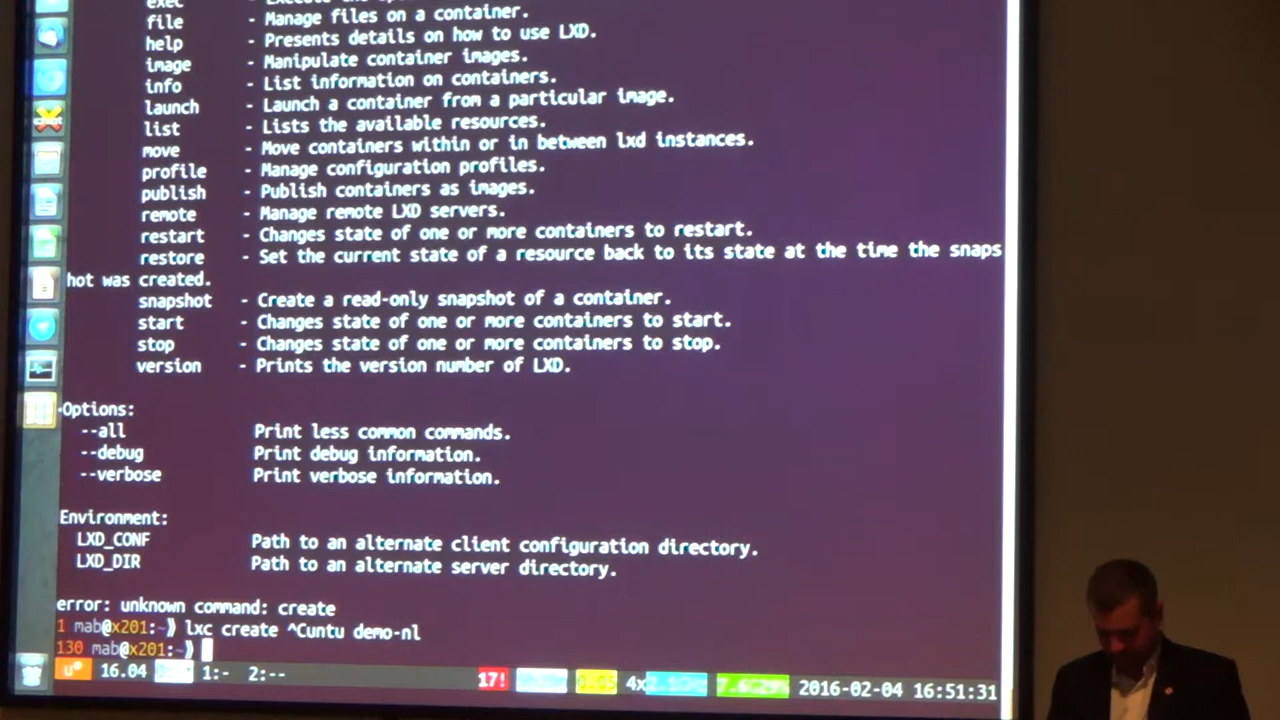 exec -
file - Manage files on a container.
help - Presents details on how to use LXD.
image - Manipulate container images.
info - List information on containers.
launch - Launch a container from a particular image.
list - Lists the available resources.
move - Move containers within or in between lxd instances.
profile - Manage configuration profiles.
publish - Publish containers as images.
remote - Manage remote LXD servers.
restart - Changes state of one or more containers to restart.
restore - Set the current state of a resource back to its state at the time the snaps
hot was created.
snapshot - Create a read-only snapshot of a container.
start - Changes state of one or more containers to start.
stop - Changes state of one or more containers to stop.
version - Prints the version number of LXD.
Options:
--all Print less common commands.
--debug Print debug information.
--verbose Print verbose information.
Environment:
LXD_CONF Path to an alternate client configuration directory.
LXD_DIR Path to an alternate server directory.
error: unknown command: create
1 mab@x201:~⟩ lxc create ^Cuntu demo-nl
130 mab@x201:~⟩
u 16.04 1:- 2:-- 17! 4x 2016-02-04 16:51:31